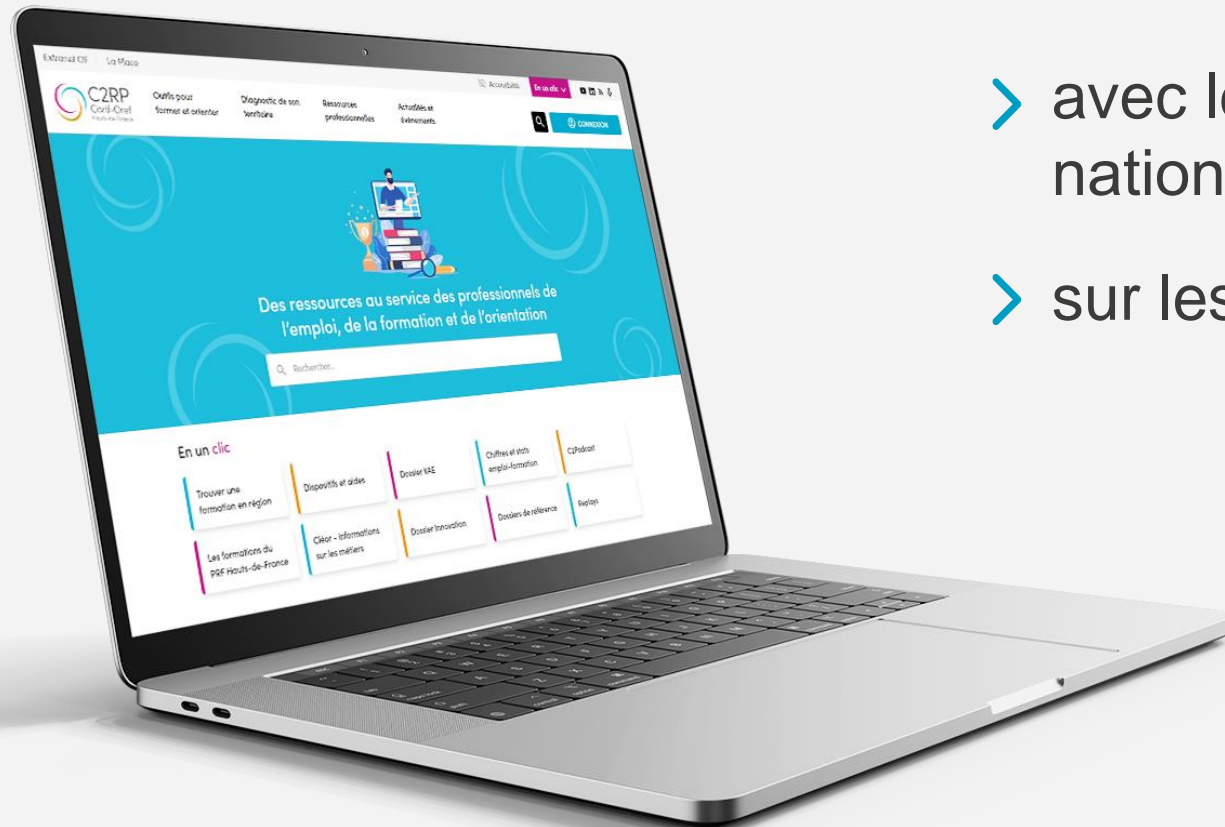 Extranet OF La Place
Accessibilité En un clic
C2RP
Carif-Oref
Hauts-de-France
Outils pour
former et orienter
Diagnostic de son
territoire
Ressources
professionnelles
Actualités et
événements
CONNEXION
Des ressources au service des professionnels de
l'emploi, de la formation et de l'orientation
Rechercher...
En un clic
Trouver une
formation en région
Dispositifs et aides
Dossier VAE
Chiffres et stats
emploi-formation
C2Podcast
Les formations du
PRF Hauts-de-France
Cléor - informations
sur les métiers
Dossier Innovation
Dossiers de référence
Replays
avec le
nation
sur les